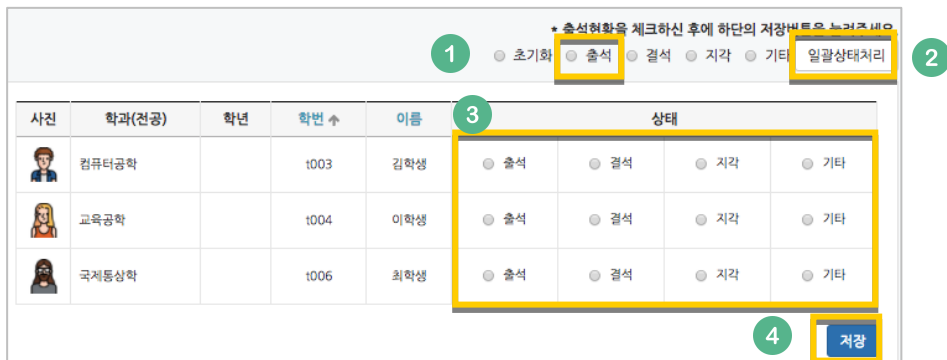 * 출석현황을 체크하신 후에 하단의 저장버튼을 눌러주세요.
1 초기화 출석 결석 지각 기타 일괄상태처리 2
사진 학과(전공) 학년 학번 이름 3 상태
컴퓨터공학 t003 김학생 출석 결석 지각 기타
교육공학 t004 이학생 출석 결석 지각 기타
국제통상학 t006 최학생 출석 결석 지각 기타
4 저장